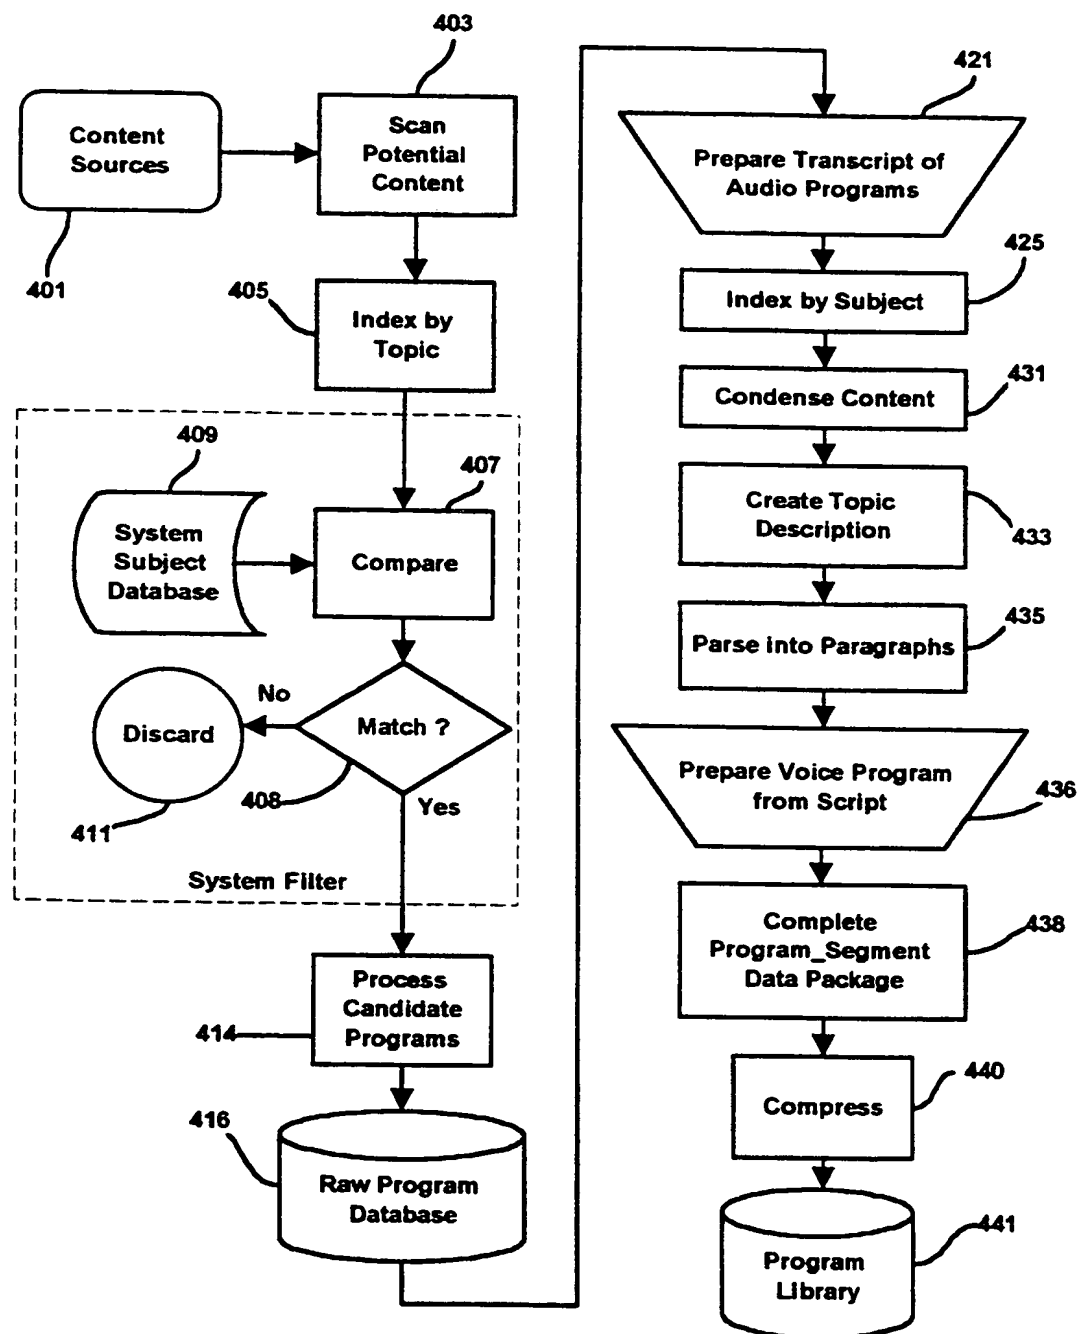 403
Content
Sources
401
Scan
Potential
Content
405
Index by
Topic
409
System
Subject
Database
407
Compare
No
Match ?
Discard
408
Yes
411
System Filter
Process
Candidate
Programs
414
416
Raw Program
Database
421
Prepare Transcript of
Audio Programs
425
Index by Subject
431
Condense Content
Create Topic
Description
433
435
Parse into Paragraphs
Prepare Voice Program
from Script
436
Complete
Program_Segment
Data Package
438
440
Compress
441
Program
Library